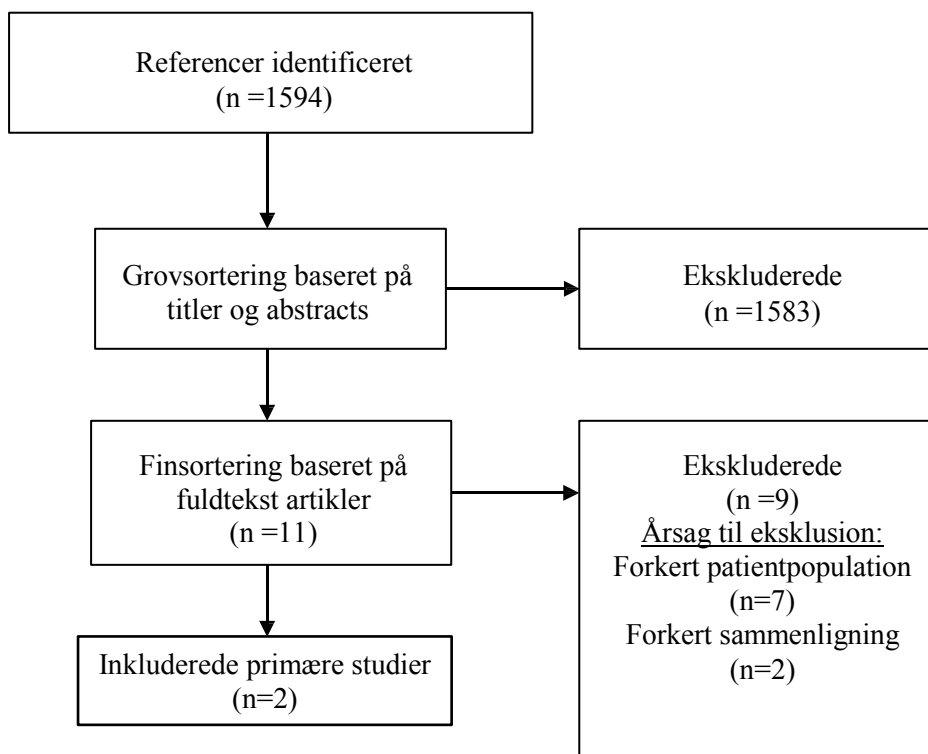 Referencer identificeret
(n =1594)
Grovsortering baseret på
titler og abstracts
Ekskluderede
(n =1583)
Finsortering baseret på
fuldtekst artikler
(n =11)
Ekskluderede
(n =9)
Årsag til eksklusion:
Forkert patientpopulation
(n=7)
Forkert sammenligning
(n=2)
Inkluderede primære studier
(n=2)